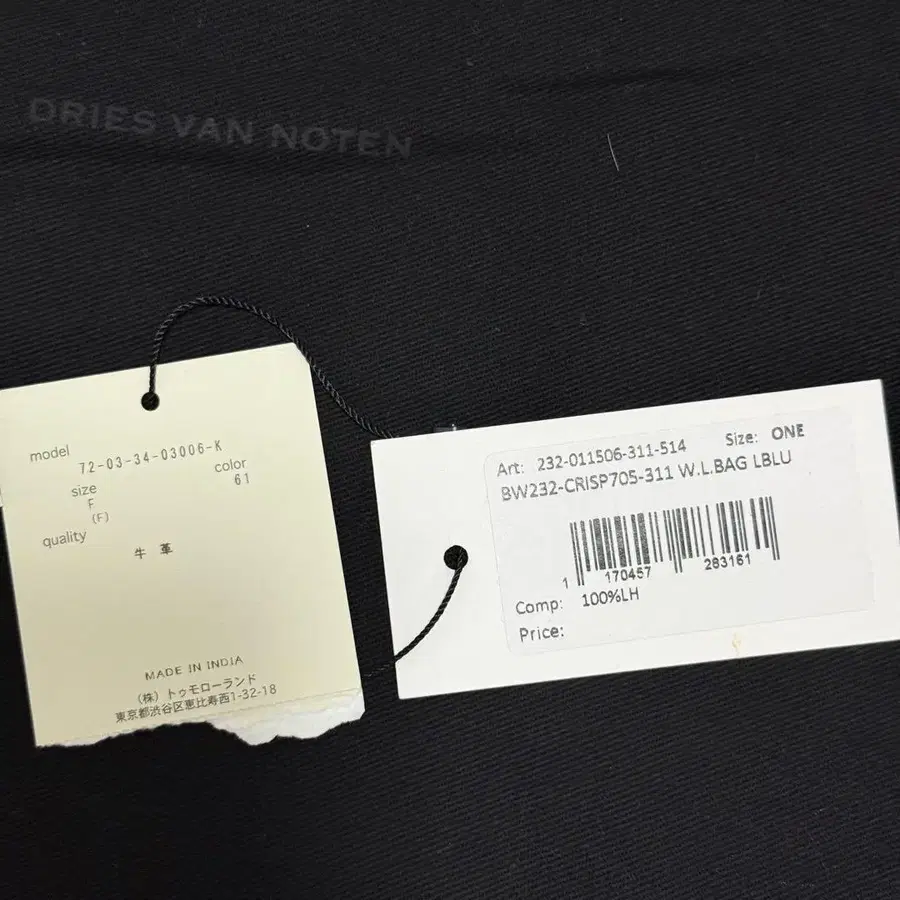 DRIES VAN NOTEN
model
72-03-34-03006-K
size
color
F
61
(F)
quality
牛 革
MADE IN INDIA
(株)トゥモローランド
東京都渋谷区恵比寿西1-32-18
Art: 232-011506-311-514 Size: ONE
BW232-CRISP705-311 W.L.BAG LBLU
1 170457 283161
Comp: 100%LH
Price: